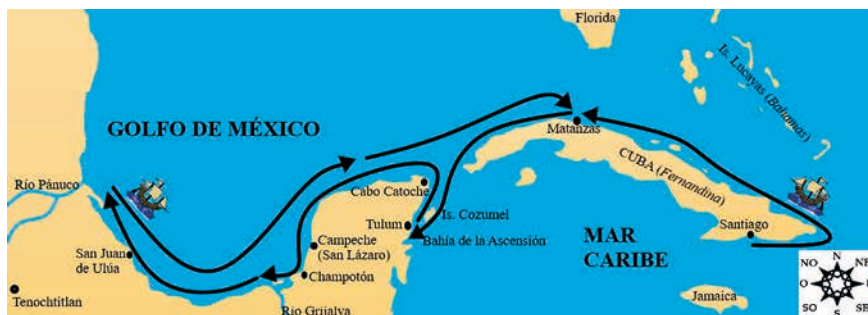 Florida
Is. Lucayas (Bahamas)
GOLFO DE MÉXICO
Matanzas
Río Pánuco
Cabo Catoche
CUBA (Fernandina)
Is. Cozumel
Tulum
Santiago
San Juan de
Ulúa
Campeche
(San Lázaro)
Bahía de la Ascensión
MAR
CARIBE
Champotón
Tenochtitlan
Río Grijalva
Jamaica
N
NO
NE
O
E
SO
SE
S